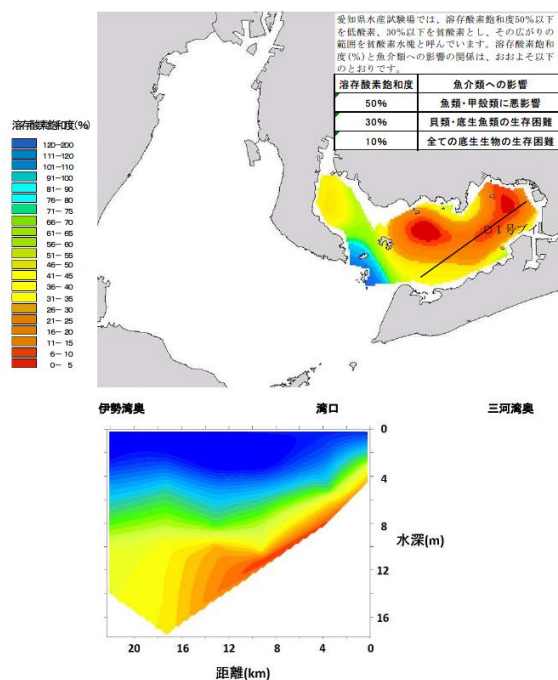 愛知県水産試験場では、溶存酸素飽和度50%以下
を低酸素、30%以下を貧酸素とし、その広がりの
範囲を貧酸素水塊と呼んでいます。溶存酸素飽和
度(%)と魚介類への影響の関係は、おおよそ以下
のとおりです。
溶存酸素飽和度 魚介類への影響
50% 魚類・甲殻類に悪影響
30% 貝類・底生魚類の生存困難
10% 全ての底生生物の生存困難
溶存酸素飽和度(%)
120-200
111-120
101-110
91-100
81- 90
76- 80
71- 75
66- 70
61- 65
56- 60
51- 55
46- 50
41- 45
36- 40
31- 35
26- 30
21- 25
16- 20
11- 15
6- 10
0- 5
1号ブイ
伊勢湾奥 湾口 三河湾奥
0
4
8
12
16
水深(m)
20 16 12 8 4 0
距離(km)